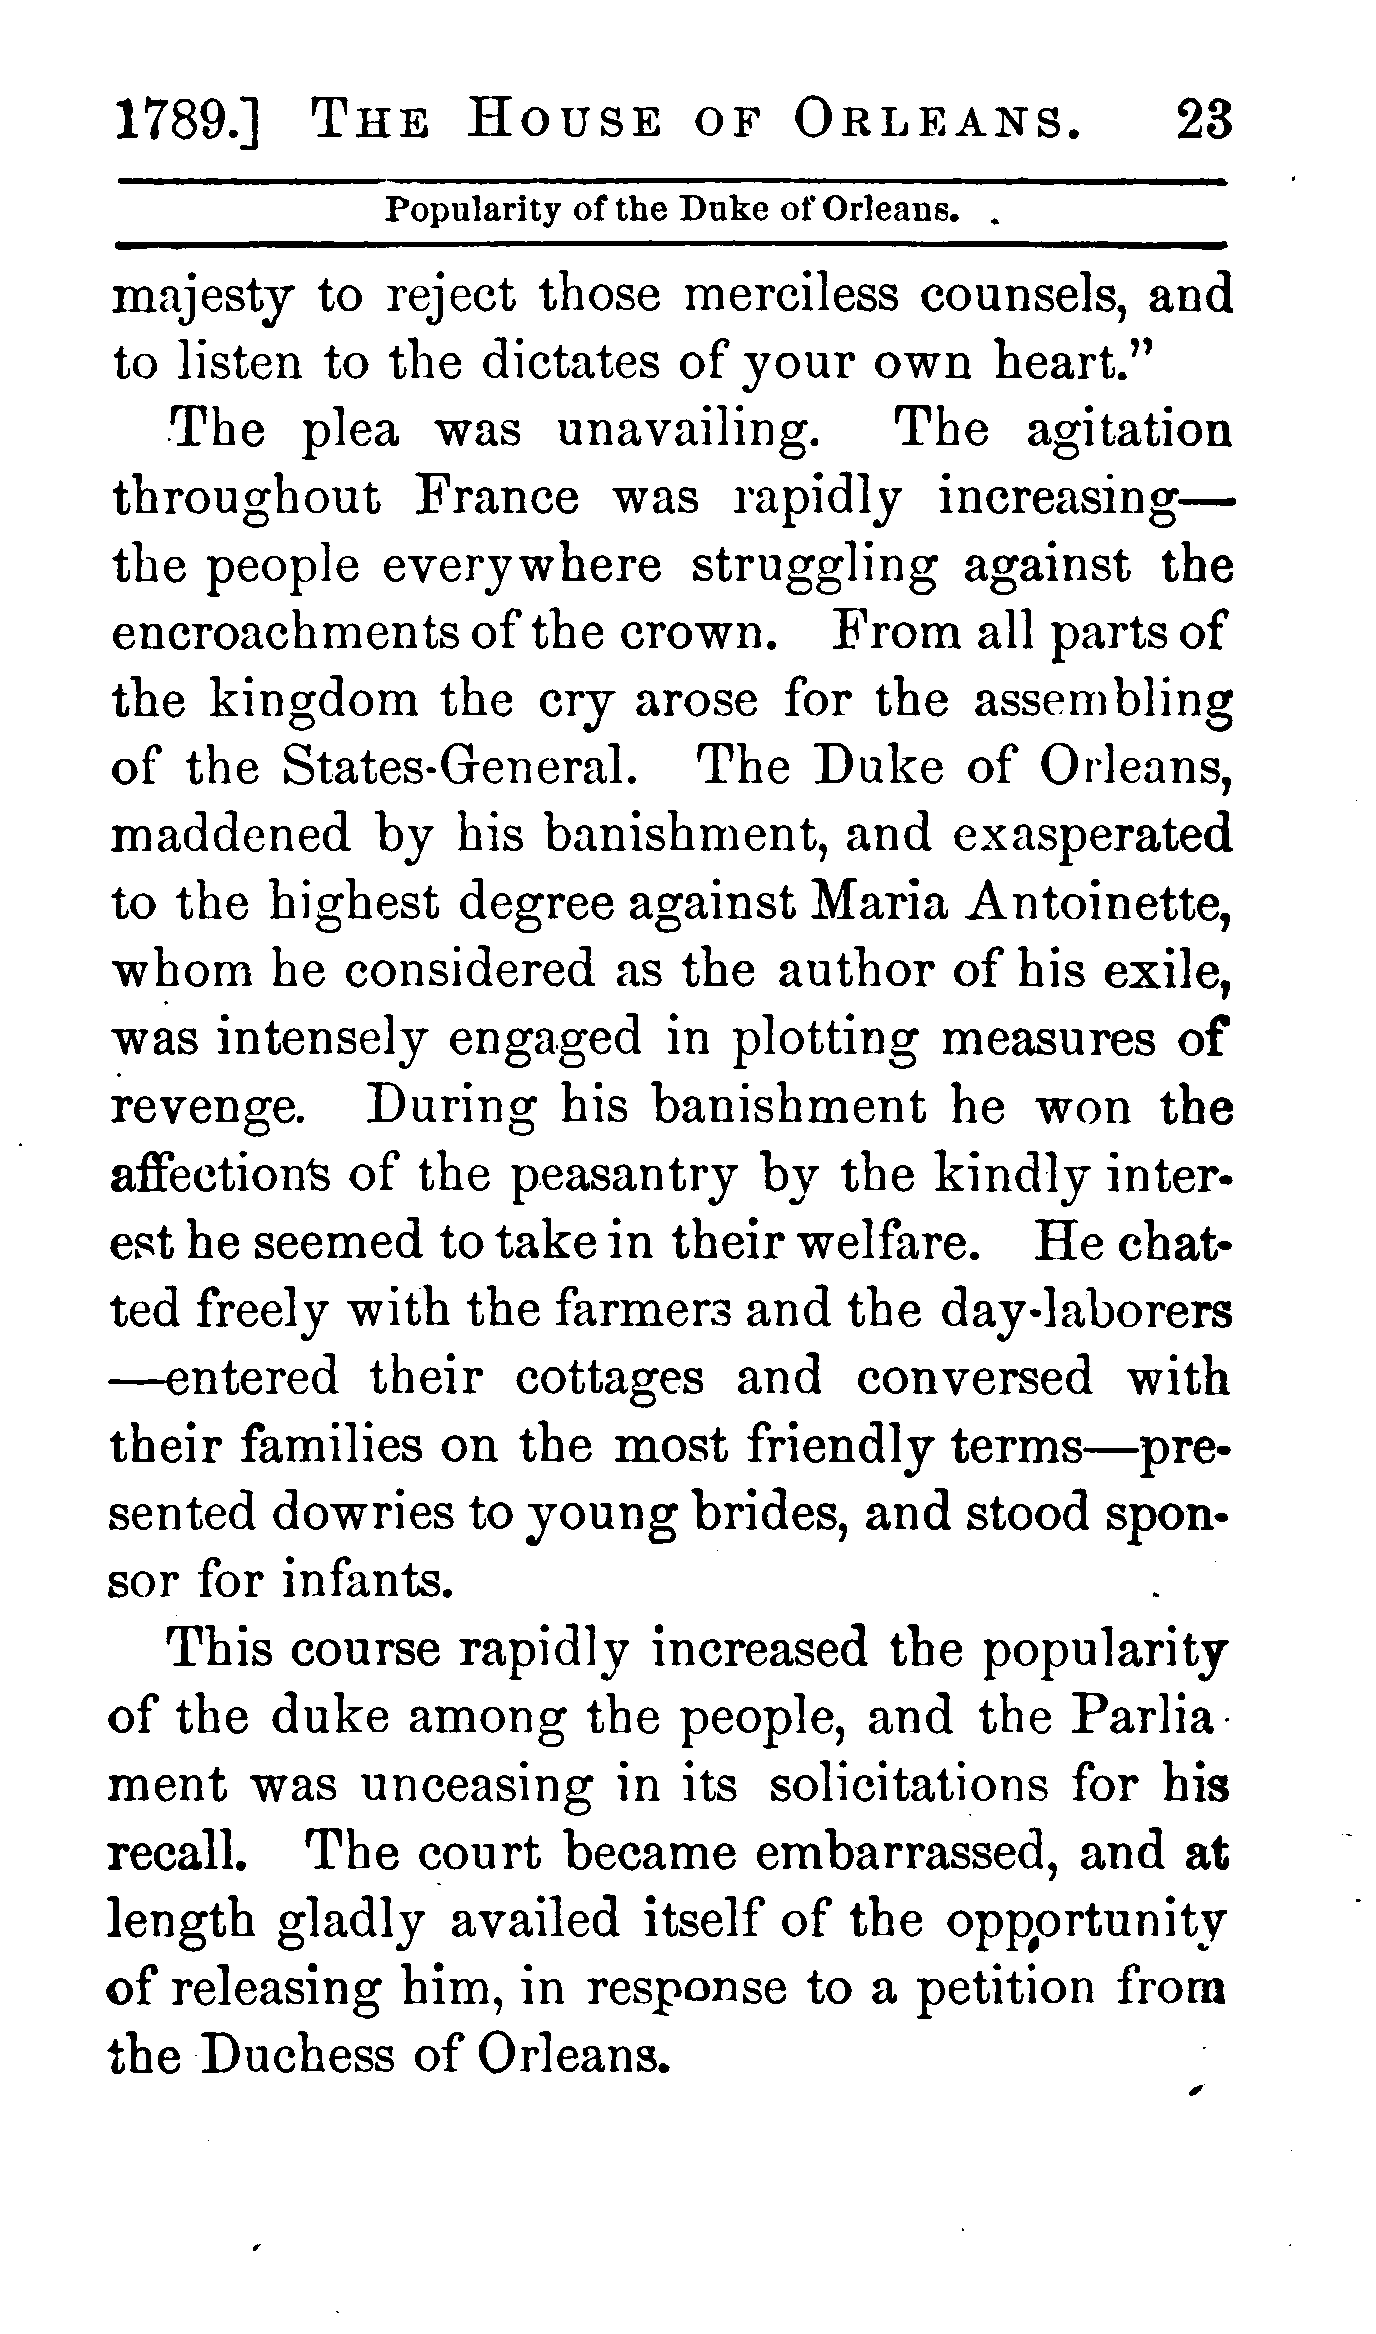 1789.] THE HOUSE OF ORLEANS. 23
Popularity of the Duke of Orleans.
majesty to reject those merciless counsels, and
to listen to the dictates of your own heart.”
The plea was unavailing. The agitation
throughout France was rapidly increasing—
the people everywhere struggling against the
encroachments of the crown. From all parts of
the kingdom the cry arose for the assembling
of the States-General. The Duke of Orleans,
maddened by his banishment, and exasperated
to the highest degree against Maria Antoinette,
whom he considered as the author of his exile,
was intensely engaged in plotting measures of
revenge. During his banishment he won the
affections of the peasantry by the kindly inter-
est he seemed to take in their welfare. He chat-
ted freely with the farmers and the day-laborers
—entered their cottages and conversed with
their families on the most friendly terms—pre-
sented dowries to young brides, and stood spon-
sor for infants.
This course rapidly increased the popularity
of the duke among the people, and the Parlia-
ment was unceasing in its solicitations for his
recall. The court became embarrassed, and at
length gladly availed itself of the opportunity
of releasing him, in response to a petition from
the Duchess of Orleans.